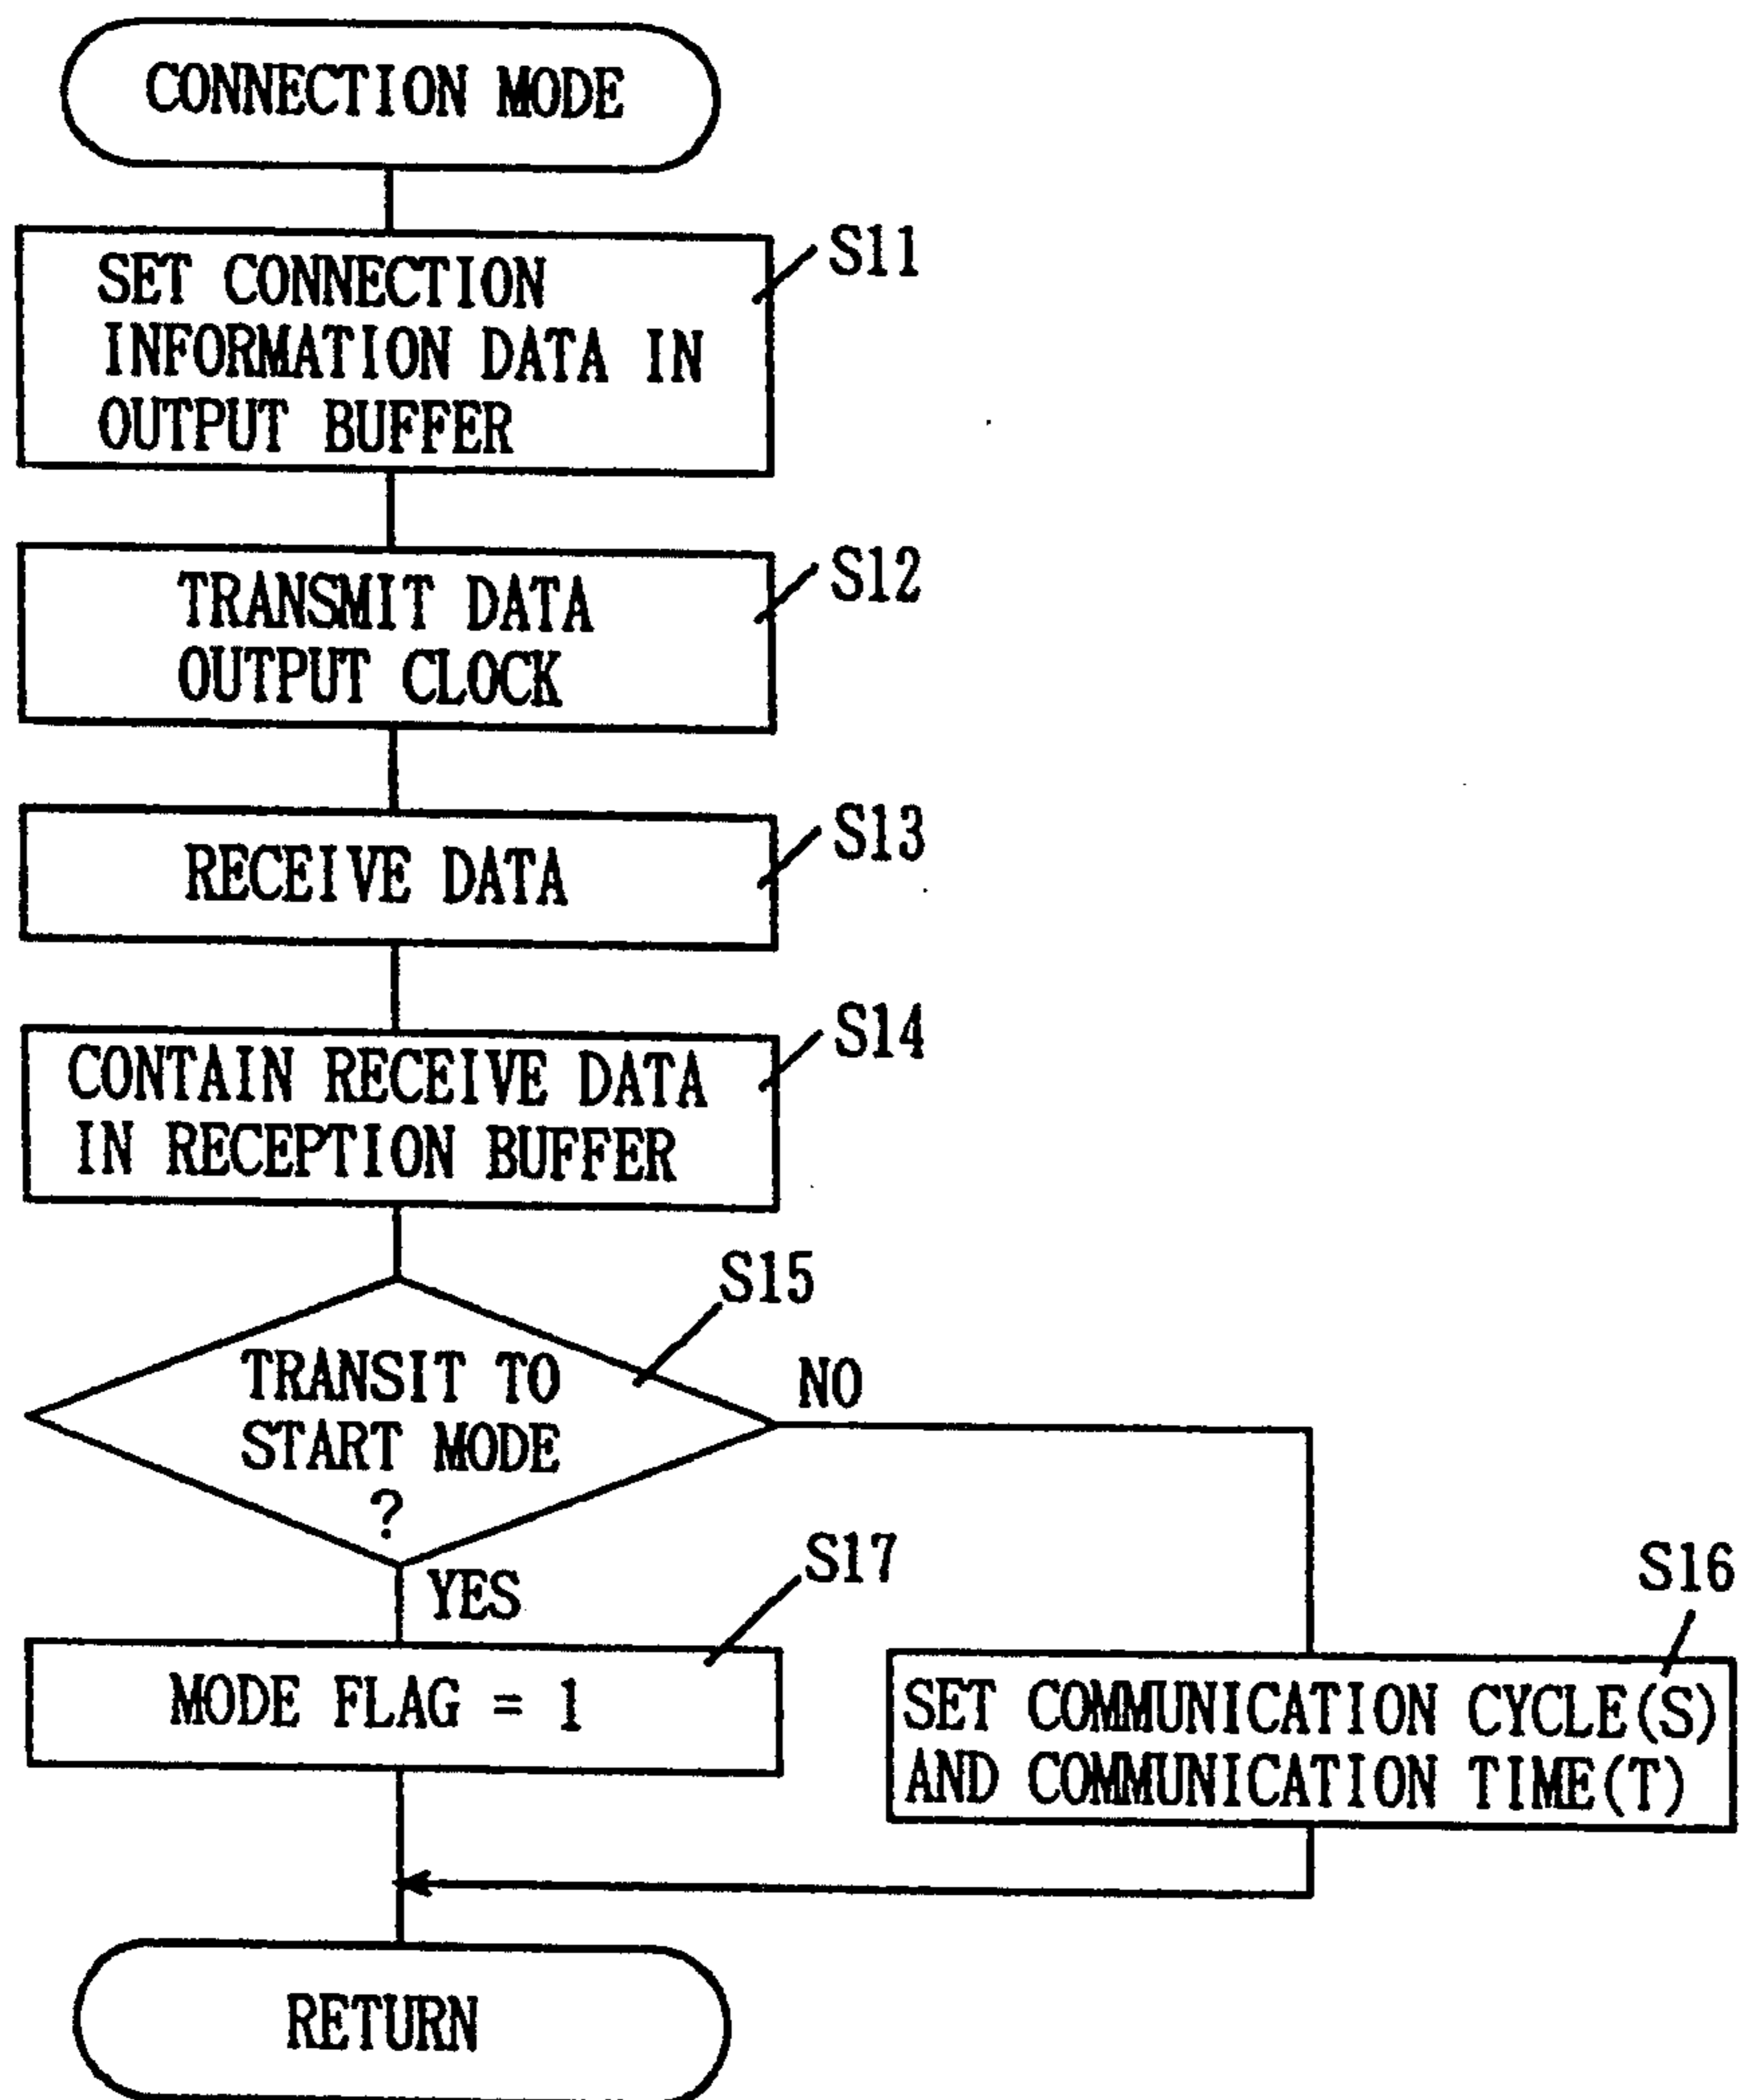 CONNECTION MODE
S11
SET CONNECTION
INFORMATION DATA IN
OUTPUT BUFFER
S12
TRANSMIT DATA
OUTPUT CLOCK
S13
RECEIVE DATA
S14
CONTAIN RECEIVE DATA
IN RECEPTION BUFFER
S15
TRANSIT TO
START MODE
?
NO
YES
S17
MODE FLAG = 1
S16
SET COMMUNICATION CYCLE(S)
AND COMMUNICATION TIME(T)
RETURN